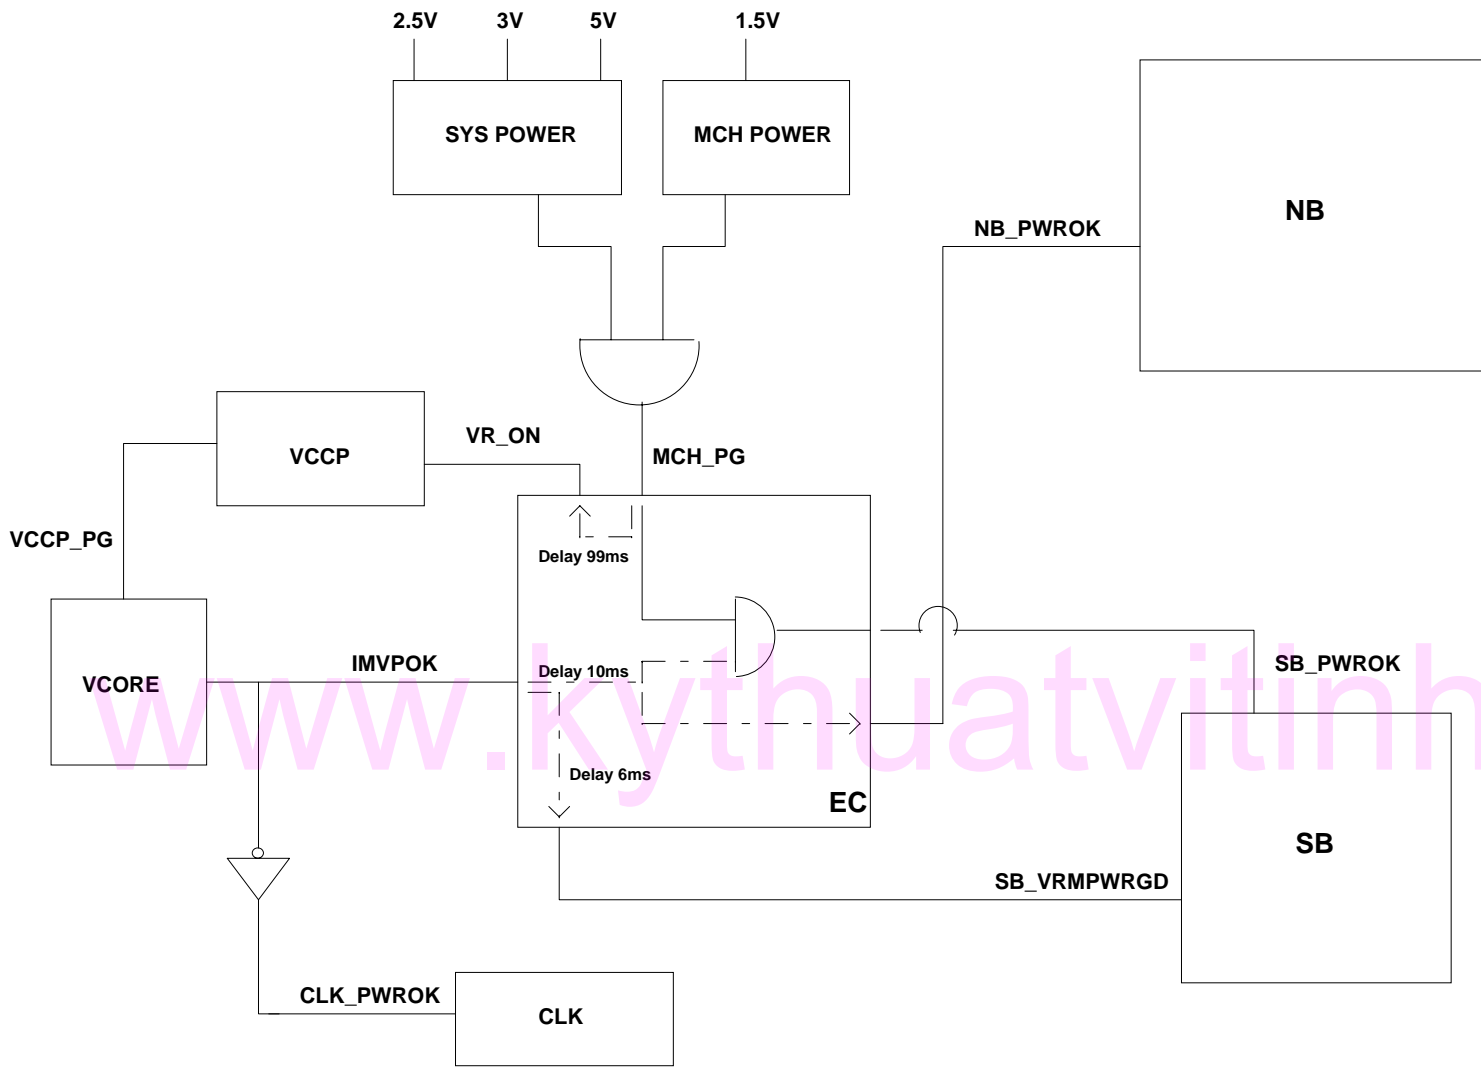 2.5V 3V 5V 1.5V
SYS POWER
MCH POWER
NB
NB_PWROK
VCCP
VR_ON
MCH_PG
VCCP_PG
Delay 99ms
VCORE
IMVPOK
Delay 10ms
SB_PWROK
www.kythuatvitinh
Delay 6ms
EC
SB
SB_VRMPWRGD
CLK_PWROK
CLK